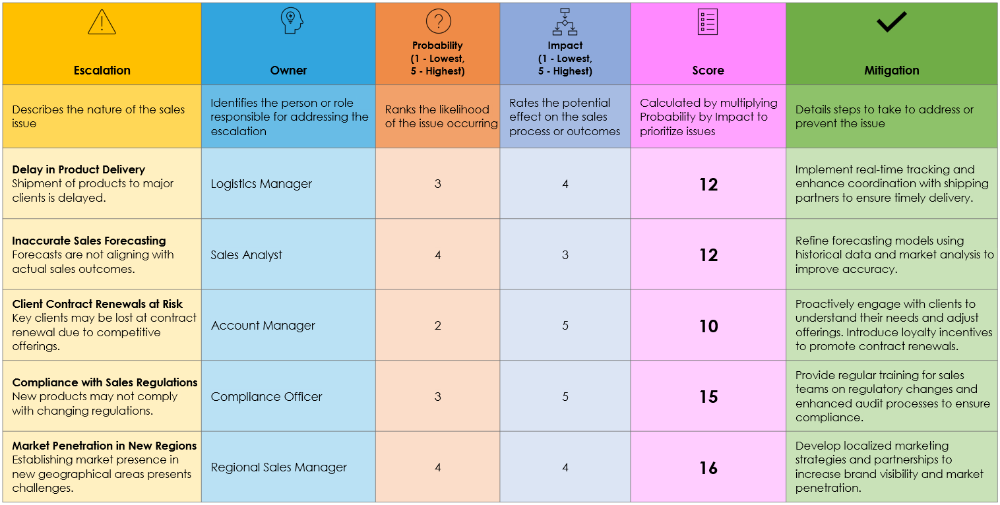 Escalation
Owner
Probability
(1 - Lowest,
5 - Highest)
Impact
(1 - Lowest,
5 - Highest)
Score
Mitigation
Describes the nature of the sales
issue
Identifies the person or role
responsible for addressing the
escalation
Ranks the likelihood
of the issue occurring
Rates the potential
effect on the sales
process or outcomes
Calculated by multiplying
Probability by Impact to
prioritize issues
Details steps to take to address or
prevent the issue
Delay in Product Delivery
Shipment of products to major
clients is delayed.
Logistics Manager
3
4
12
Implement real-time tracking and
enhance coordination with shipping
partners to ensure timely delivery.
Inaccurate Sales Forecasting
Forecasts are not aligning with
actual sales outcomes.
Sales Analyst
4
3
12
Refine forecasting models using
historical data and market analysis to
improve accuracy.
Client Contract Renewals at Risk
Key clients may be lost at contract
renewal due to competitive
offerings.
Account Manager
2
5
10
Proactively engage with clients to
understand their needs and adjust
offerings. Introduce loyalty incentives
to promote contract renewals.
Compliance with Sales Regulations
New products may not comply
with changing regulations.
Compliance Officer
3
5
15
Provide regular training for sales
teams on regulatory changes and
enhanced audit processes to ensure
compliance.
Market Penetration in New Regions
Establishing market presence in
new geographical areas presents
challenges.
Regional Sales Manager
4
4
16
Develop localized marketing
strategies and partnerships to
increase brand visibility and market
penetration.